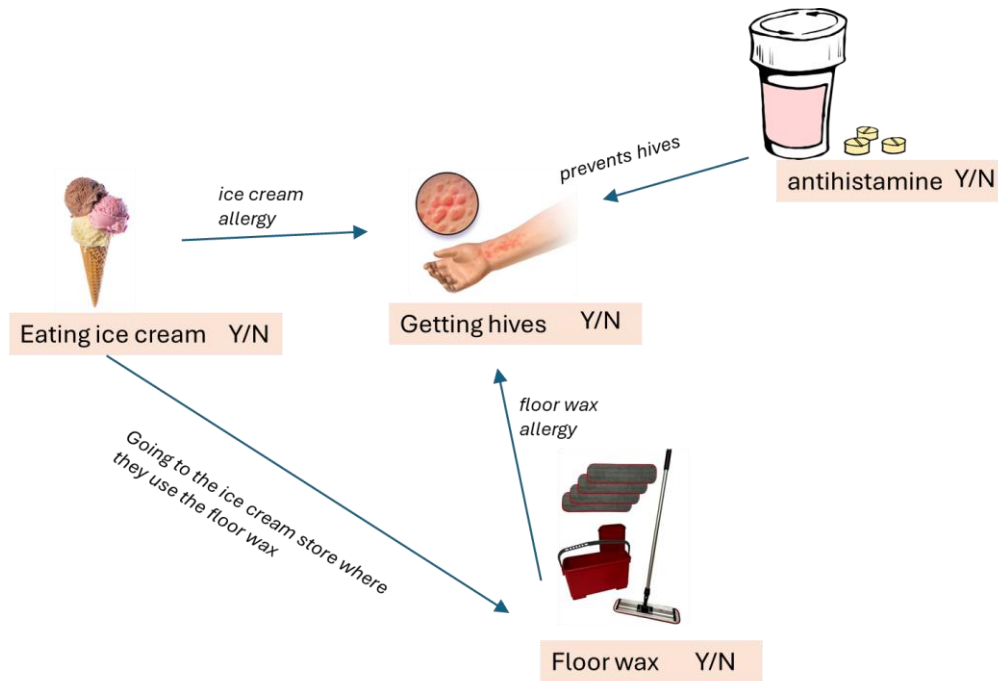 prevents hives
antihistamine Y/N
ice cream
allergy
Eating ice cream Y/N
Getting hives Y/N
floor wax
allergy
Going to the ice cream store where
they use the floor wax
Floor wax Y/N